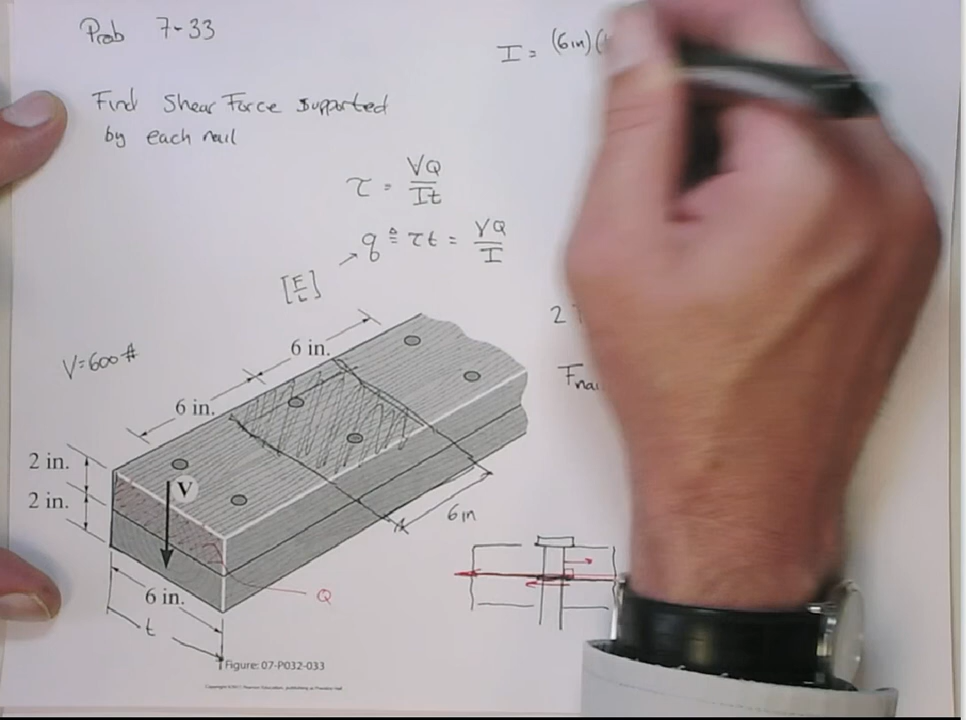 Prob 7-33
I = (6in)(
Find Shear Force Supported
by each nail
τ = VQ/It
q ≜ τt = VQ/I
[F/L]
V=600#
2
6 in.
Fnai
6 in.
2 in.
V
2 in.
6in
6 in.
Q
t
Figure: 07-P032-033